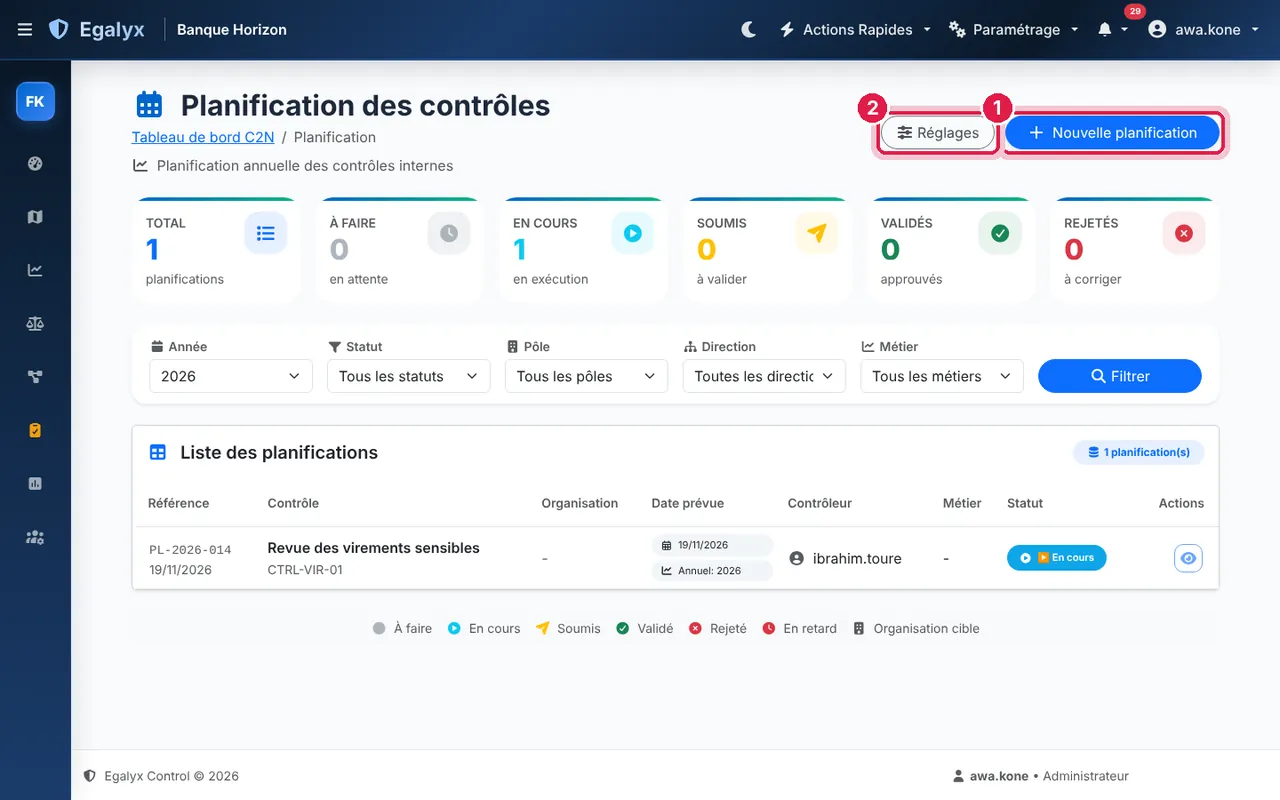 Egalyx
Banque Horizon
Actions Rapides
Paramétrage
29
awa.kone
FK
Planification des contrôles
Tableau de bord C2N / Planification
Planification annuelle des contrôles internes
2
Réglages
1
+ Nouvelle planification
TOTAL
1
planifications
À FAIRE
0
en attente
EN COURS
1
en exécution
SOUMIS
0
à valider
VALIDÉS
0
approuvés
REJETÉS
0
à corriger
Année
2026
Statut
Tous les statuts
Pôle
Tous les pôles
Direction
Toutes les directic
Métier
Tous les métiers
Filtrer
Liste des planifications
1 planification(s)
Référence Contrôle Organisation Date prévue Contrôleur Métier Statut Actions
PL-2026-014
19/11/2026
Revue des virements sensibles
CTRL-VIR-01
-
19/11/2026
Annuel: 2026
ibrahim.toure
-
En cours
À faire En cours Soumis Validé Rejeté En retard Organisation cible
Egalyx Control © 2026
awa.kone • Administrateur